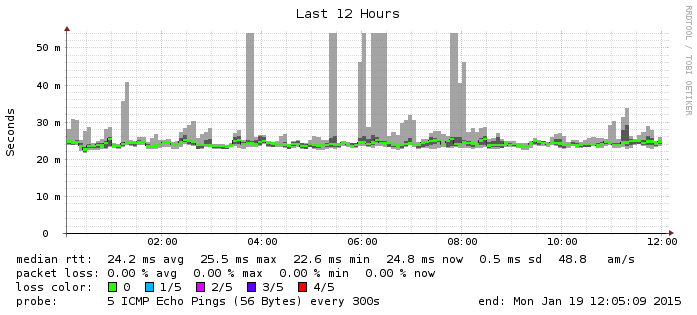 Last 12 Hours
RRDTOOL / TOBI OETIKER
Seconds
50 m
40 m
30 m
20 m
10 m
0
02:00 04:00 06:00 08:00 10:00 12:00
median rtt: 24.2 ms avg 25.5 ms max 22.6 ms min 24.8 ms now 0.5 ms sd 48.8 am/s
packet loss: 0.00 % avg 0.00 % max 0.00 % min 0.00 % now
loss color: 0 1/5 2/5 3/5 4/5
probe: 5 ICMP Echo Pings (56 Bytes) every 300s end: Mon Jan 19 12:05:09 2015